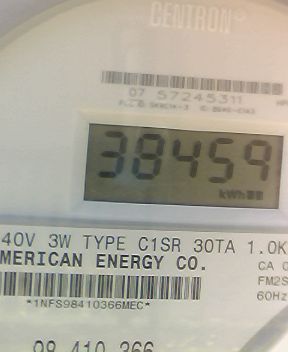 CENTRON®
07 57245311
38459
kWh
40V 3W TYPE C1SR 30TA 1.0K
MERICAN ENERGY CO.
CA 0
FM2S
*1NFS98410366MEC*
60Hz
98 410 366